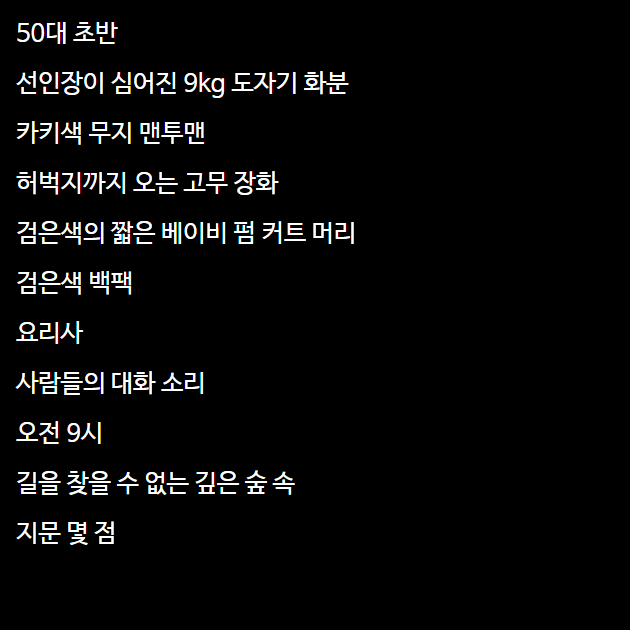 50대 초반
선인장이 심어진 9kg 도자기 화분
카키색 무지 맨투맨
허벅지까지 오는 고무 장화
검은색의 짧은 베이비 펌 커트 머리
검은색 백팩
요리사
사람들의 대화 소리
오전 9시
길을 찾을 수 없는 깊은 숲 속
지문 몇 점